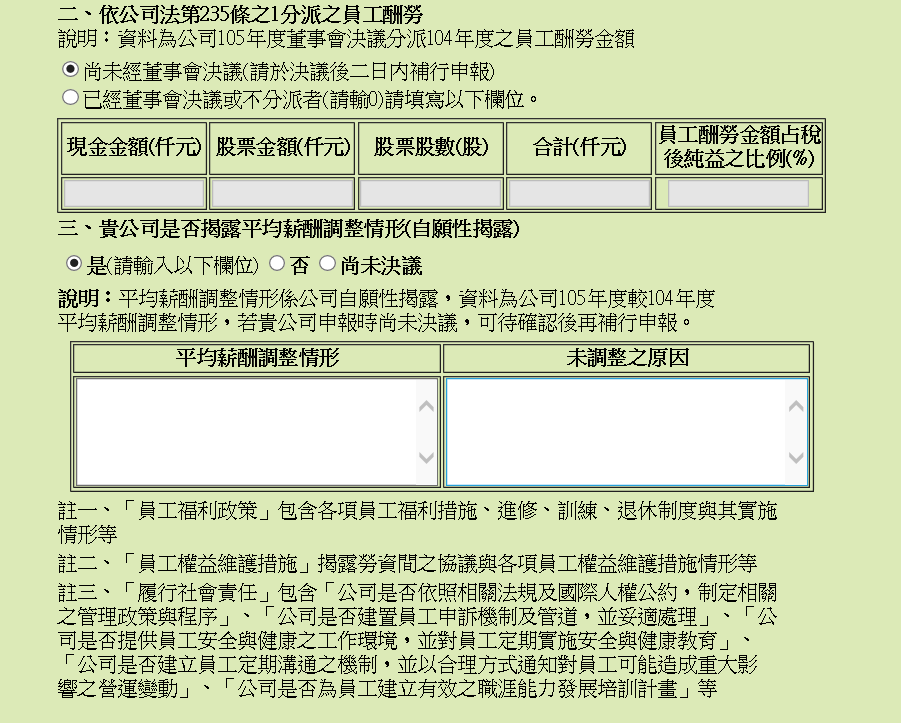 二、依公司法第235條之1分派之員工酬勞
說明：資料為公司105年度董事會決議分派104年度之員工酬勞金額
尚未經董事會決議(請於決議後二日內補行申報)
已經董事會決議或不分派者(請輸0)請填寫以下欄位。
現金金額(仟元) 股票金額(仟元) 股票股數(股) 合計(仟元) 員工酬勞金額占稅
後純益之比例(%)
三、貴公司是否揭露平均薪酬調整情形(自願性揭露)
是(請輸入以下欄位) 否 尚未決議
說明：平均薪酬調整情形係公司自願性揭露，資料為公司105年度較104年度
平均薪酬調整情形，若貴公司申報時尚未決議，可待確認後再補行申報。
平均薪酬調整情形 未調整之原因
註一、「員工福利政策」包含各項員工福利措施、進修、訓練、退休制度與其實施
情形等
註二、「員工權益維護措施」揭露勞資間之協議與各項員工權益維護措施情形等
註三、「履行社會責任」包含「公司是否依照相關法規及國際人權公約，制定相關
之管理政策與程序」、「公司是否建置員工申訴機制及管道，並妥適處理」、「公
司是否提供員工安全與健康之工作環境，並對員工定期實施安全與健康教育」、
「公司是否建立員工定期溝通之機制，並以合理方式通知對員工可能造成重大影
響之營運變動」、「公司是否為員工建立有效之職涯能力發展培訓計畫」等